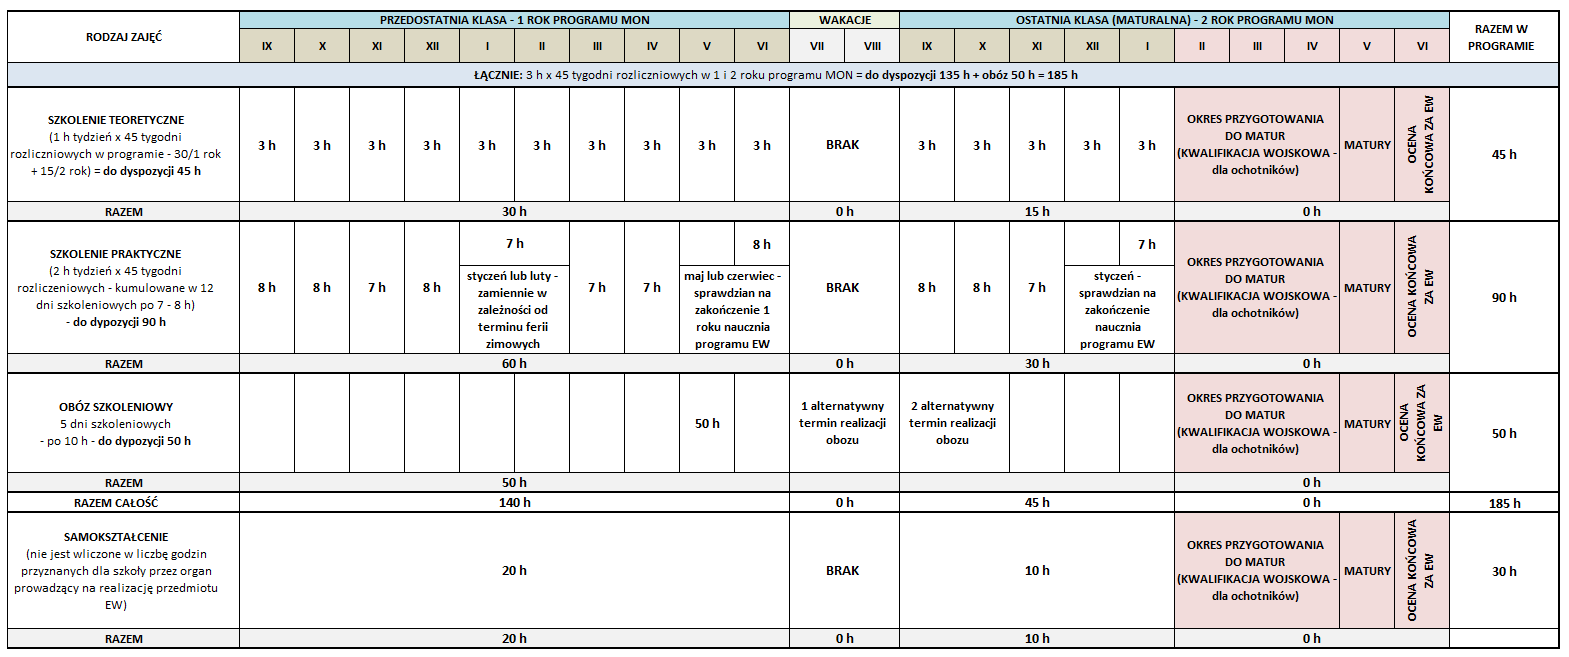 RODZAJ ZAJĘĆ
PRZEDOSTATNIA KLASA - 1 ROK PROGRAMU MON
WAKACJE
OSTATNIA KLASA (MATURALNA) - 2 ROK PROGRAMU MON
RAZEM W
PROGRAMIE
IX X XI XII I II III IV V VI VII VIII IX X XI XII I II III IV V VI
ŁĄCZNIE: 3 h x 45 tygodni rozliczniowych w 1 i 2 roku programu MON = do dyspozycji 135 h + obóz 50 h = 185 h
SZKOLENIE TEORETYCZNE
(1 h tydzień x 45 tygodni
rozliczniowych w programie - 30/1 rok
+ 15/2 rok) = do dyspozycji 45 h
3 h 3 h 3 h 3 h 3 h 3 h 3 h 3 h 3 h 3 h
BRAK
3 h 3 h 3 h 3 h 3 h
OKRES PRZYGOTOWANIA
DO MATUR
(KWALIFIKACJA WOJSKOWA -
dla ochotników)
MATURY
OCENA
KOŃCOWA ZA EW
45 h
RAZEM 30 h 0 h 15 h 0 h
SZKOLENIE PRAKTYCZNE
(2 h tydzień x 45 tygodni
rozliczeniowych - kumulowane w 12
dni szkoleniowych po 7 - 8 h)
- do dypozycji 90 h
8 h 8 h 7 h 8 h
7 h
styczeń lub luty -
zamiennie w
zależności od
terminu ferii
zimowych
7 h 7 h
8 h
maj lub czerwiec -
sprawdzian na
zakończenie 1
roku naucznia
programu EW
BRAK
8 h 8 h 7 h
7 h
styczeń -
sprawdzian na
zakończenie
naucznia
programu EW
OKRES PRZYGOTOWANIA
DO MATUR
(KWALIFIKACJA WOJSKOWA -
dla ochotników)
MATURY
OCENA KOŃCOWA
ZA EW
90 h
RAZEM 60 h 0 h 30 h 0 h
OBÓZ SZKOLENIOWY
5 dni szkoleniowych
- po 10 h - do dypozycji 50 h
50 h
1 alternatywny
termin realizacji
obozu
2 alternatywny
termin realizacji
obozu
OKRES PRZYGOTOWANIA
DO MATUR
(KWALIFIKACJA WOJSKOWA -
dla ochotników)
MATURY
OCENA
KOŃCOWA ZA
EW
50 h
RAZEM 50 h 0 h
RAZEM CAŁOŚĆ 140 h 0 h 45 h 0 h 185 h
SAMOKSZTAŁCENIE
(nie jest wliczone w liczbę godzin
przyznanych dla szkoły przez organ
prowadzący na realizację przedmiotu
EW)
20 h
BRAK
10 h
OKRES PRZYGOTOWANIA
DO MATUR
(KWALIFIKACJA WOJSKOWA -
dla ochotników)
MATURY
OCENA KOŃCOWA
ZA EW
30 h
RAZEM 20 h 0 h 10 h 0 h